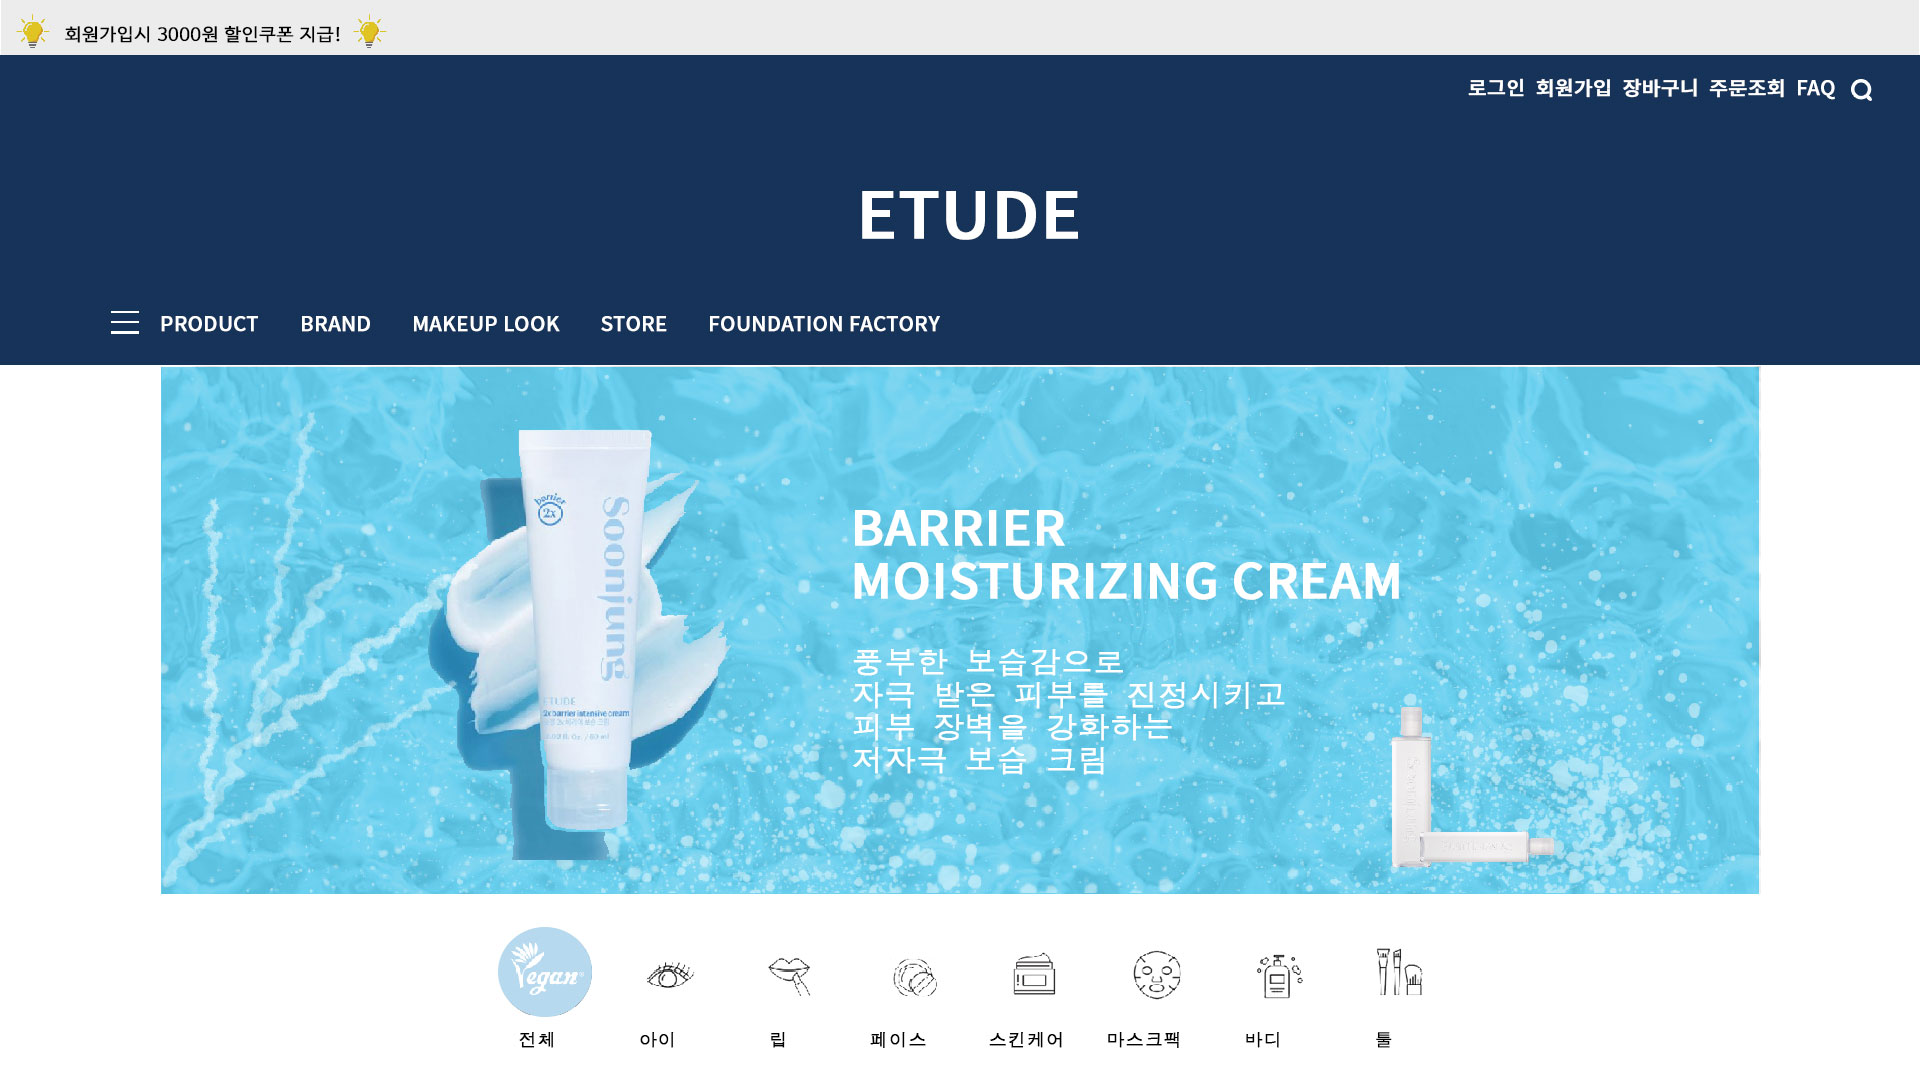 회원가입시 3000원 할인쿠폰 지급!
로그인 회원가입 장바구니 주문조회 FAQ
ETUDE
PRODUCT BRAND MAKEUP LOOK STORE FOUNDATION FACTORY
barrier
2x
Soonjung
ETUDE
2x barrier intensive cream
BARRIER
MOISTURIZING CREAM
풍부한 보습감으로
자극 받은 피부를 진정시키고
피부 장벽을 강화하는
저자극 보습 크림
Vegan
전체 아이 립 페이스 스킨케어 마스크팩 바디 툴